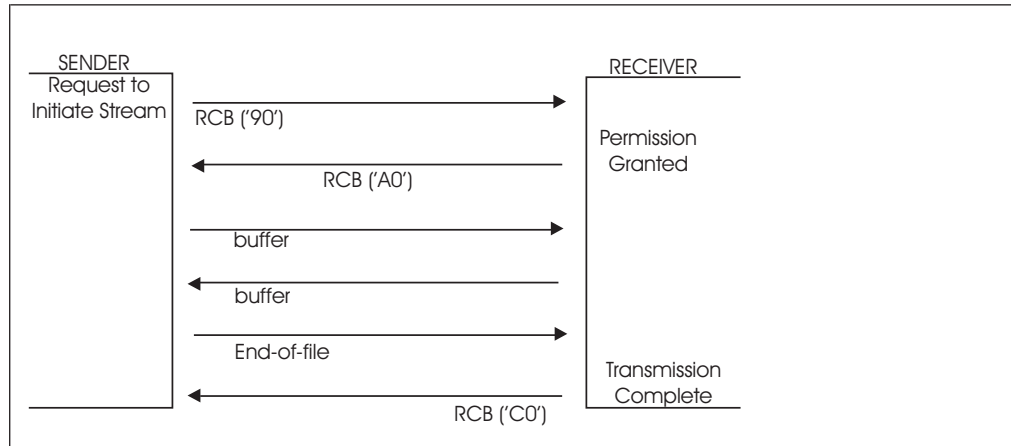 SENDER
RECEIVER
Request to
Initiate Stream
RCB ('90')
Permission
Granted
RCB ('A0')
buffer
buffer
End-of-file
Transmission
Complete
RCB ('C0')